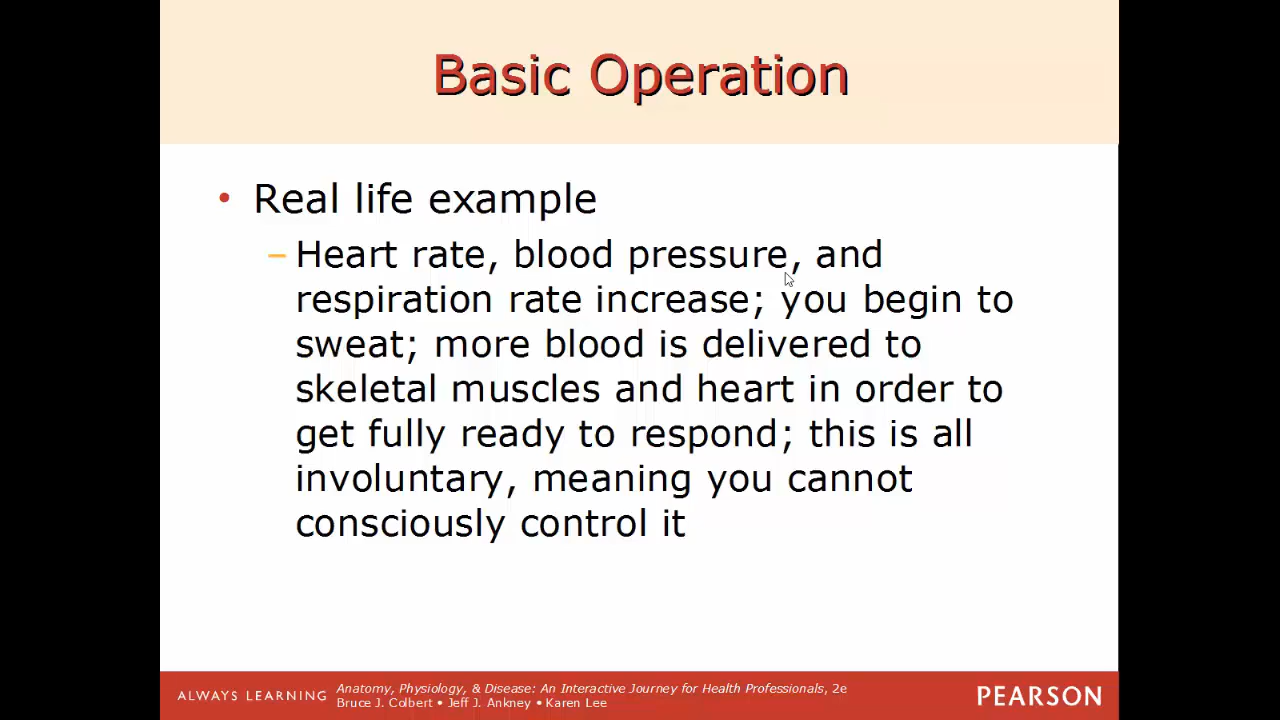 Basic Operation
• Real life example
– Heart rate, blood pressure, and
respiration rate increase; you begin to
sweat; more blood is delivered to
skeletal muscles and heart in order to
get fully ready to respond; this is all
involuntary, meaning you cannot
consciously control it
ALWAYS LEARNING
Anatomy, Physiology, & Disease: An Interactive Journey for Health Professionals, 2e
Bruce J. Colbert • Jeff J. Ankney • Karen Lee
PEARSON